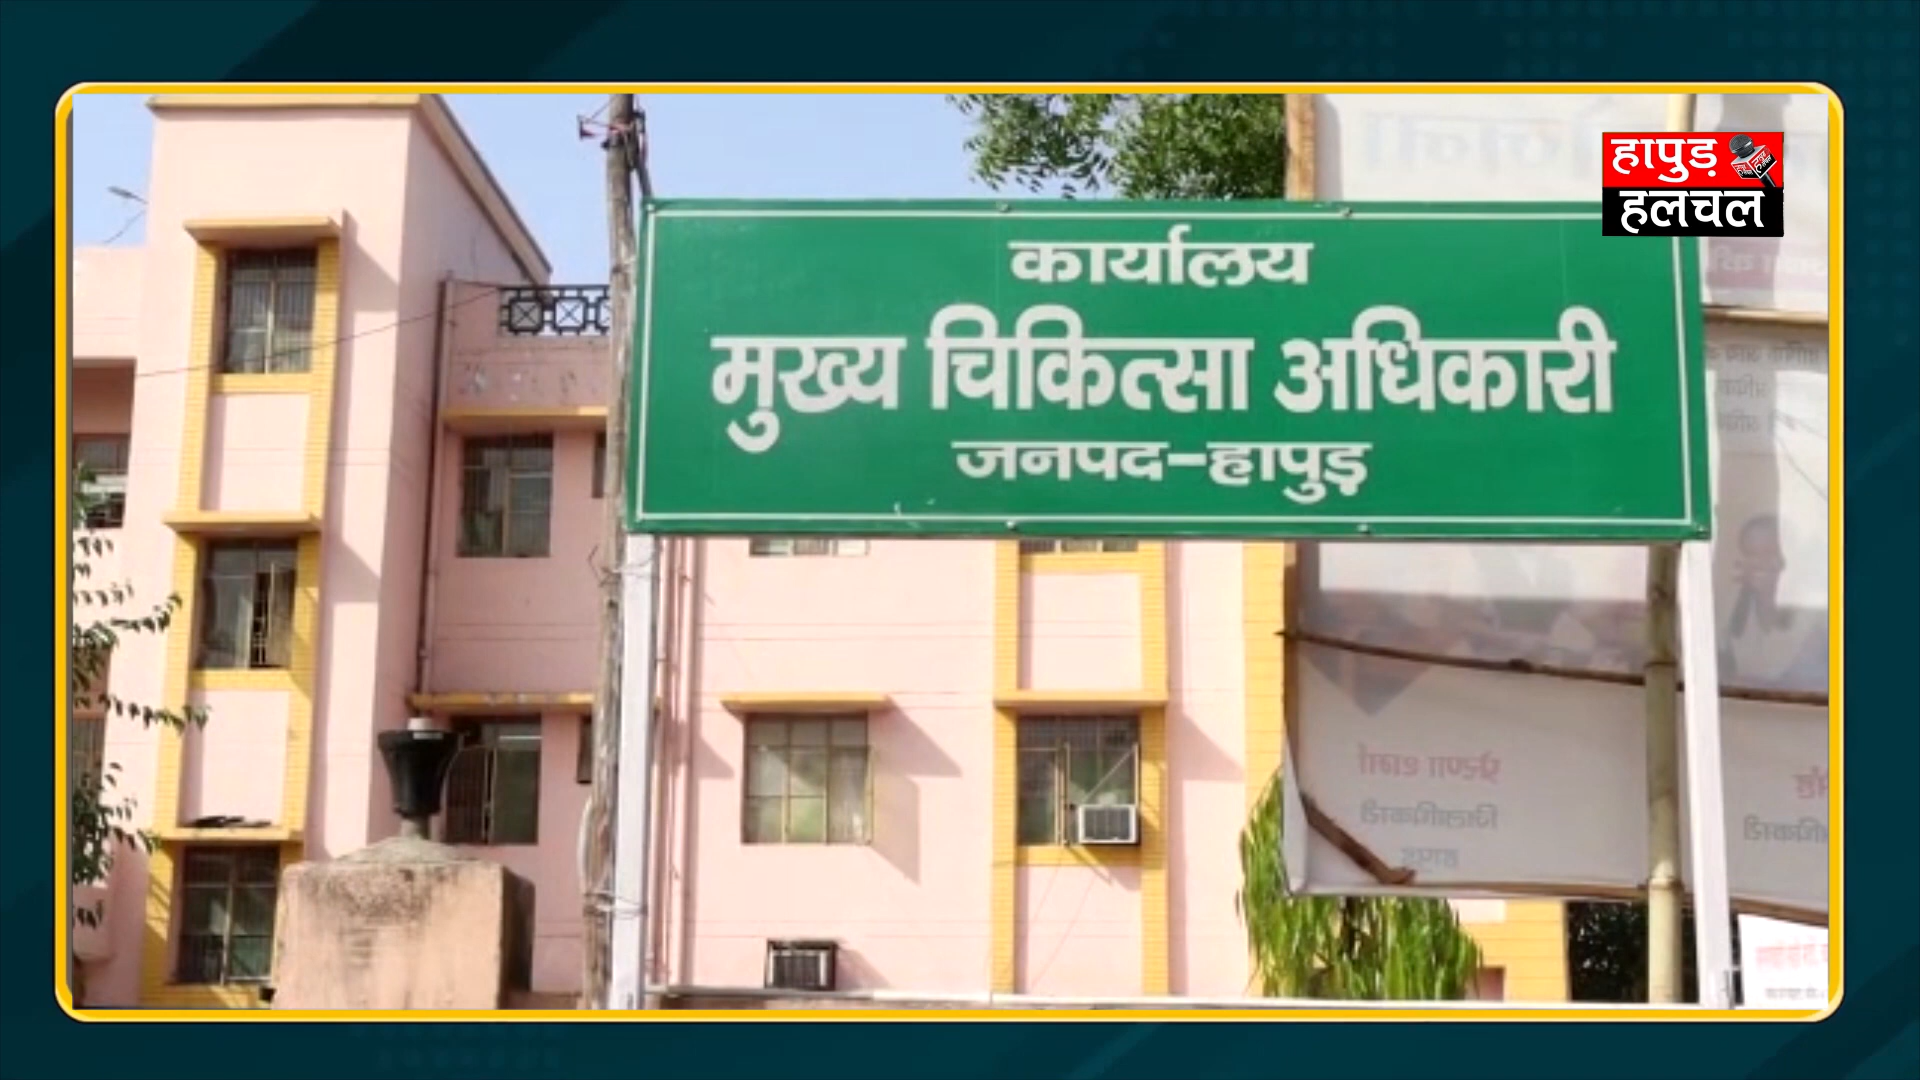 हापुड़
हलचल
कार्यालय
मुख्य चिकित्सा अधिकारी
जनपद-हापुड़